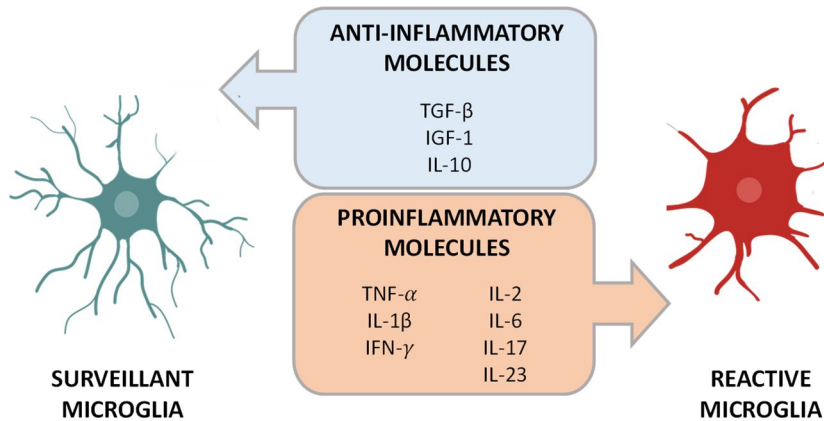 ANTI-INFLAMMATORY
MOLECULES
TGF-β
IGF-1
IL-10
PROINFLAMMATORY
MOLECULES
TNF-α
IL-1β
IFN-γ
IL-2
IL-6
IL-17
IL-23
SURVEILLANT
MICROGLIA
REACTIVE
MICROGLIA